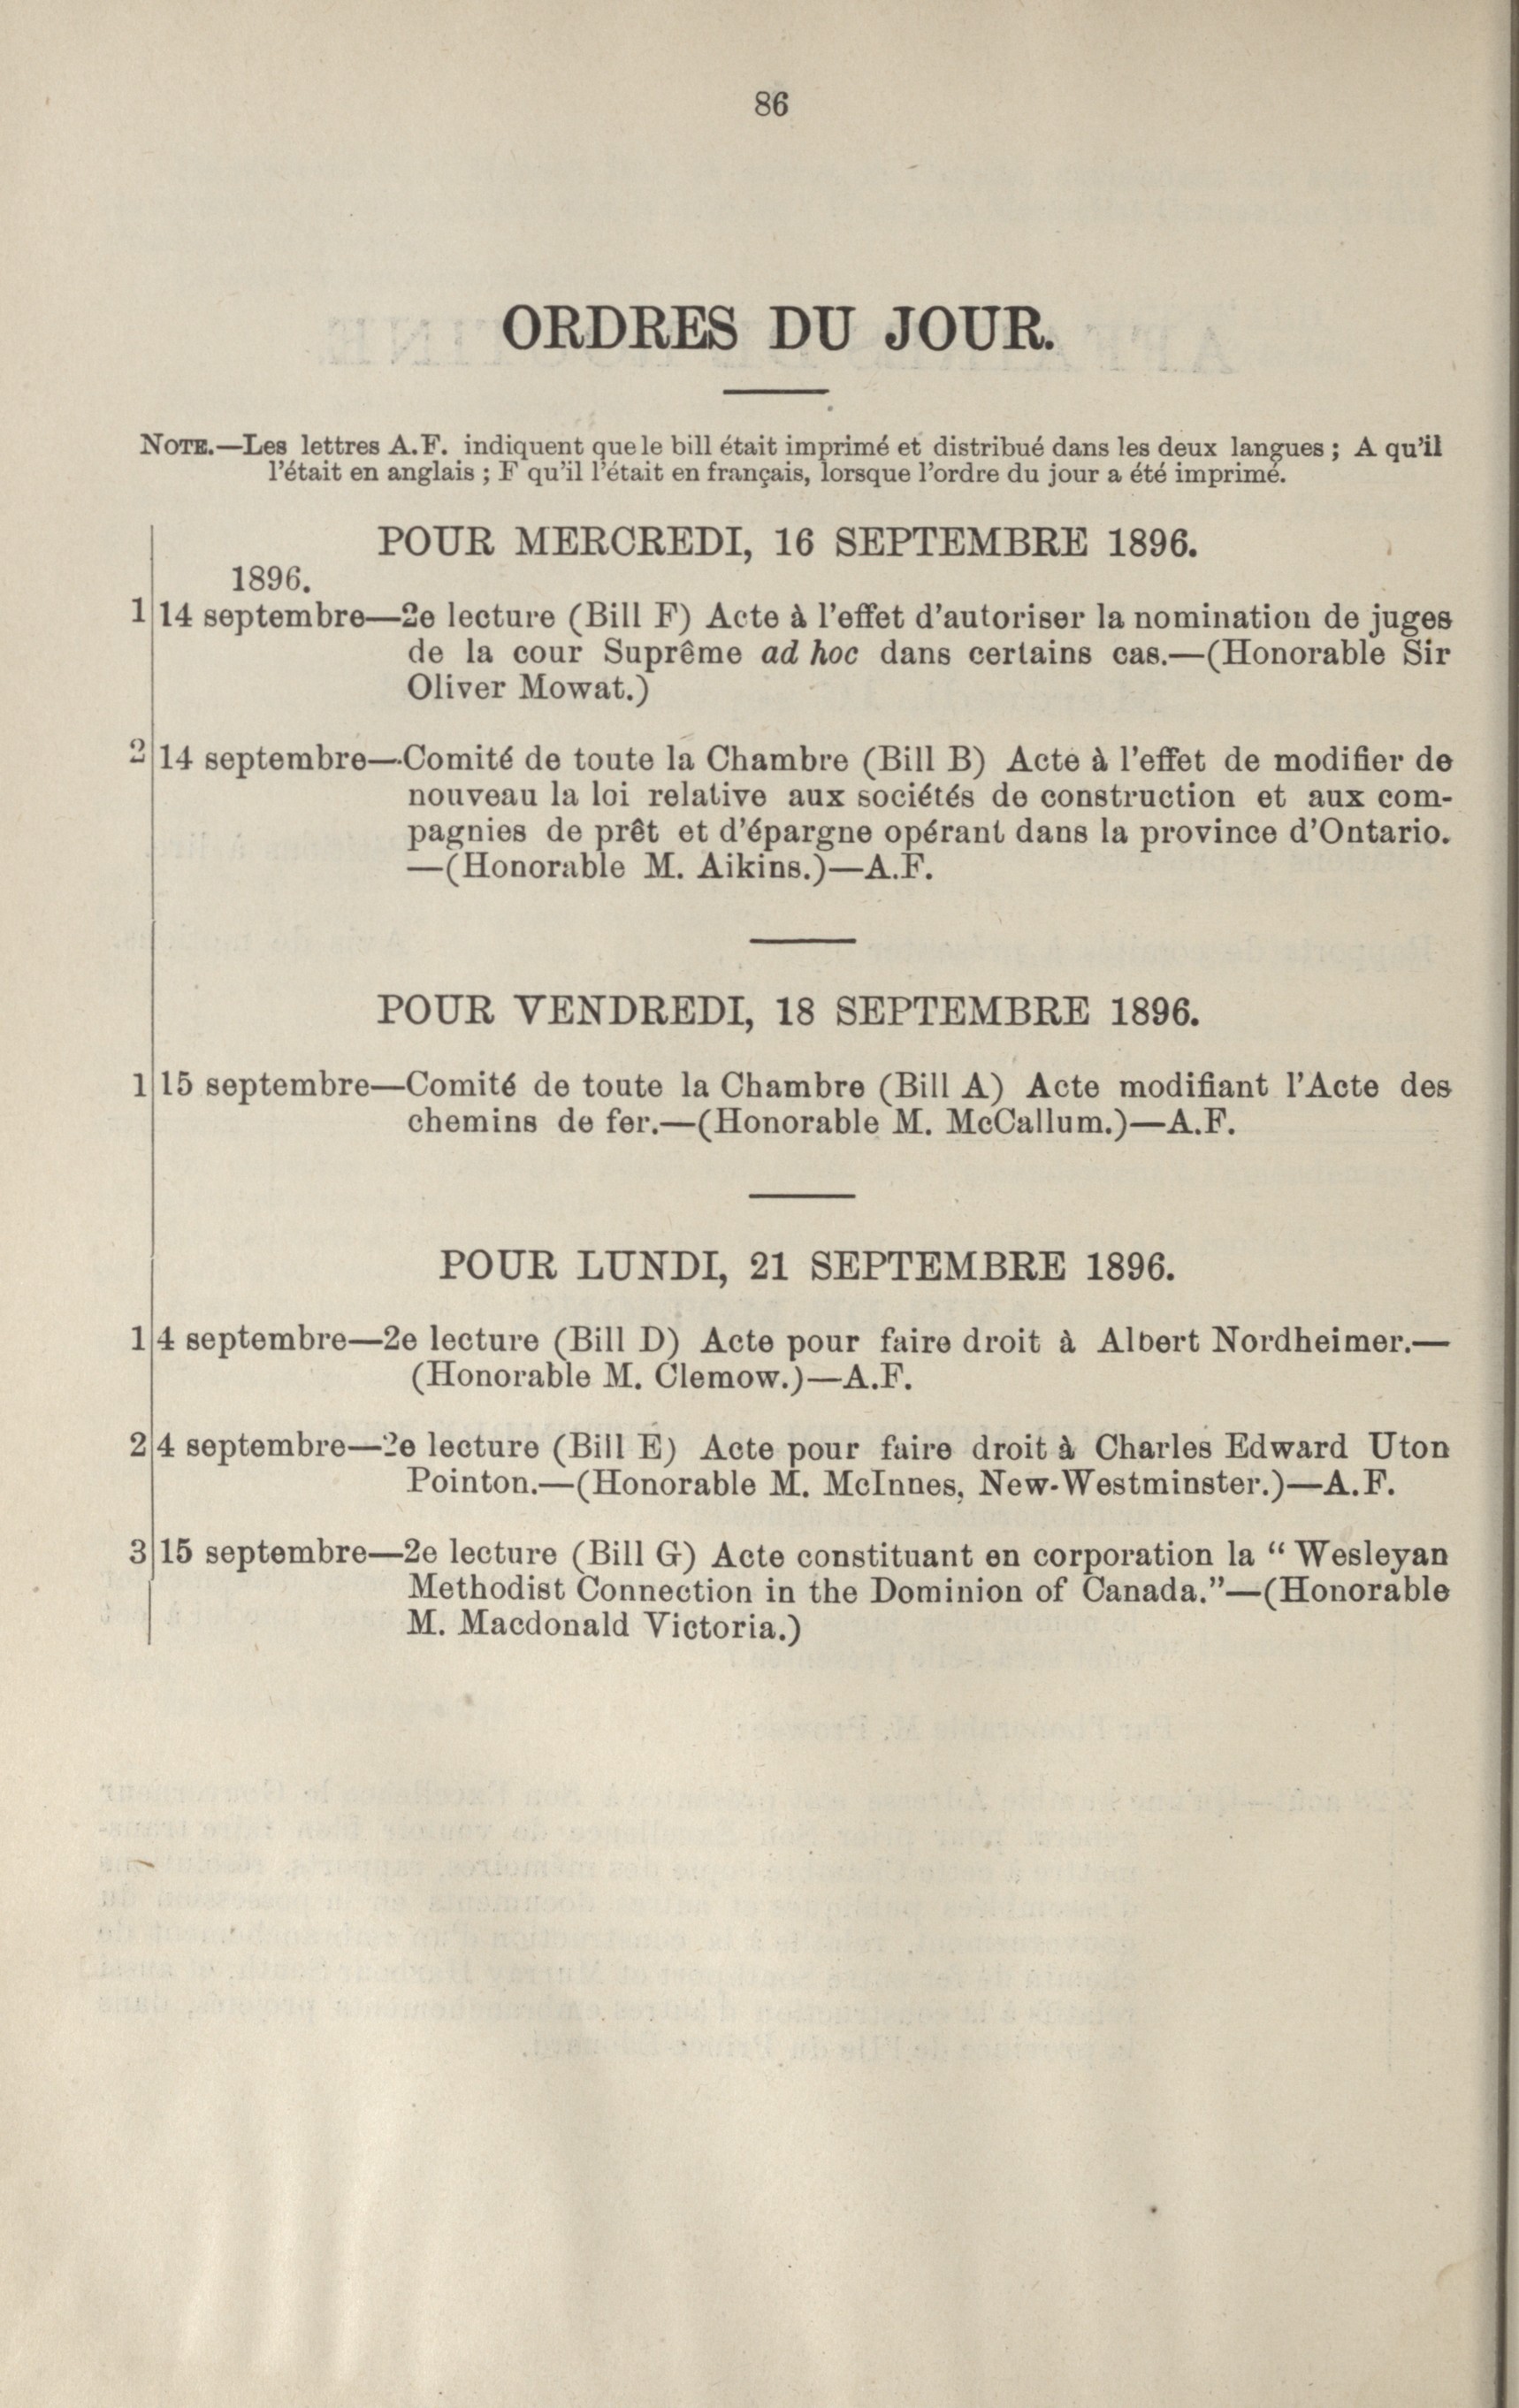 86
ORDRES DU JOUR.
NOTE.—Les lettres A.F. indiquent que le bill était imprimé et distribué dans les deux langues ; A qu'il
l'était en anglais ; F qu'il l'était en français, lorsque l'ordre du jour a été imprimé.
POUR MERCREDI, 16 SEPTEMBRE 1896.
1896.
1 14 septembre—2e lecture (Bill F) Acte à l'effet d'autoriser la nomination de juges
de la cour Suprême ad hoc dans certains cas.—(Honorable Sir
Oliver Mowat.)
2 14 septembre—Comité de toute la Chambre (Bill B) Acte à l'effet de modifier de
nouveau la loi relative aux sociétés de construction et aux com-
pagnies de prêt et d'épargne opérant dans la province d'Ontario.
—(Honorable M. Aikins.)—A.F.
POUR VENDREDI, 18 SEPTEMBRE 1896.
1 15 septembre—Comité de toute la Chambre (Bill A) Acte modifiant l'Acte des
chemins de fer.—(Honorable M. McCallum.)—A.F.
POUR LUNDI, 21 SEPTEMBRE 1896.
1 4 septembre—2e lecture (Bill D) Acte pour faire droit à Albert Nordheimer.—
(Honorable M. Clemow.)—A.F.
2 4 septembre—2e lecture (Bill E) Acte pour faire droit à Charles Edward Uton
Pointon.—(Honorable M. McInnes, New-Westminster.)—A.F.
3 15 septembre—2e lecture (Bill G) Acte constituant en corporation la “ Wesleyan
Methodist Connection in the Dominion of Canada.”—(Honorable
M. Macdonald Victoria.)